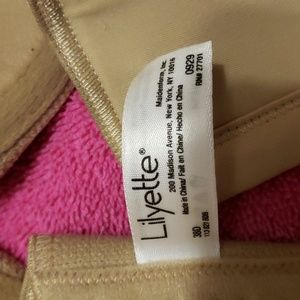 Lilyette®
Maidenform, Inc.
200 Madison Avenue, New York, NY 10016
Made in China/ Fait en Chine/ Hecho en China
0929
RN# 27701
38D